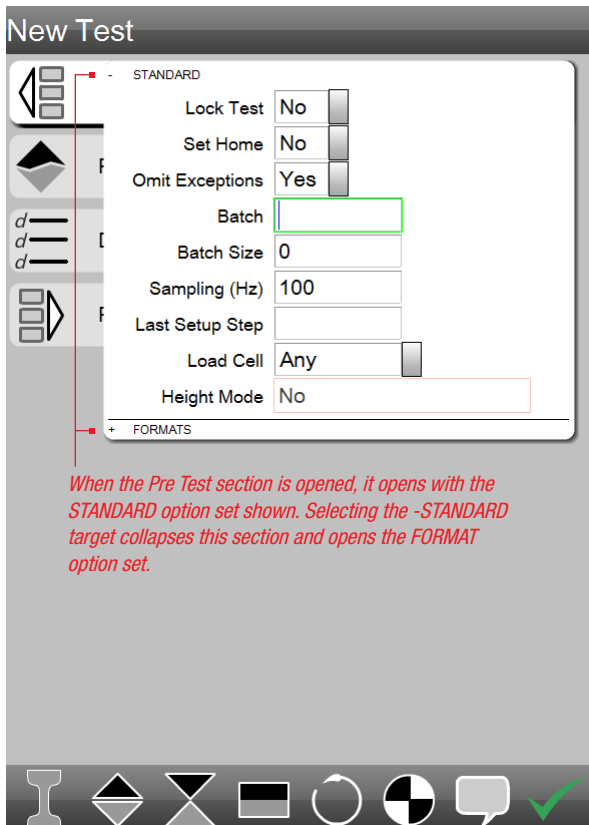 New Test
- STANDARD
Lock Test No
Set Home No
Omit Exceptions Yes
Batch
Batch Size 0
Sampling (Hz) 100
Last Setup Step
Load Cell Any
Height Mode No
+ FORMATS
d
d
d
When the Pre Test section is opened, it opens with the
STANDARD option set shown. Selecting the -STANDARD
target collapses this section and opens the FORMAT
option set.